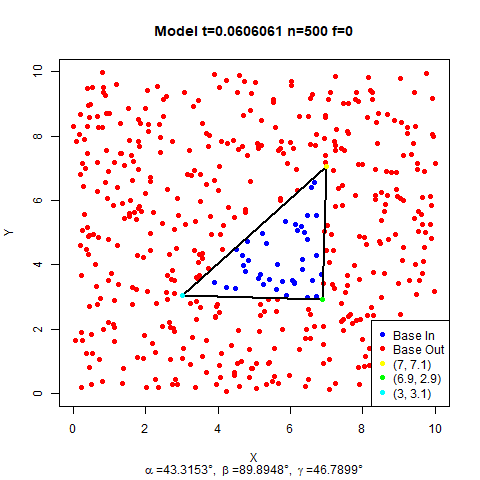 Model t=0.0606061 n=500 f=0
10
8
6
4
2
0
Y
Base In
Base Out
(7, 7.1)
(6.9, 2.9)
(3, 3.1)
0 2 4 6 8 10
X
α=43.3153°, β=89.8948°, γ=46.7899°